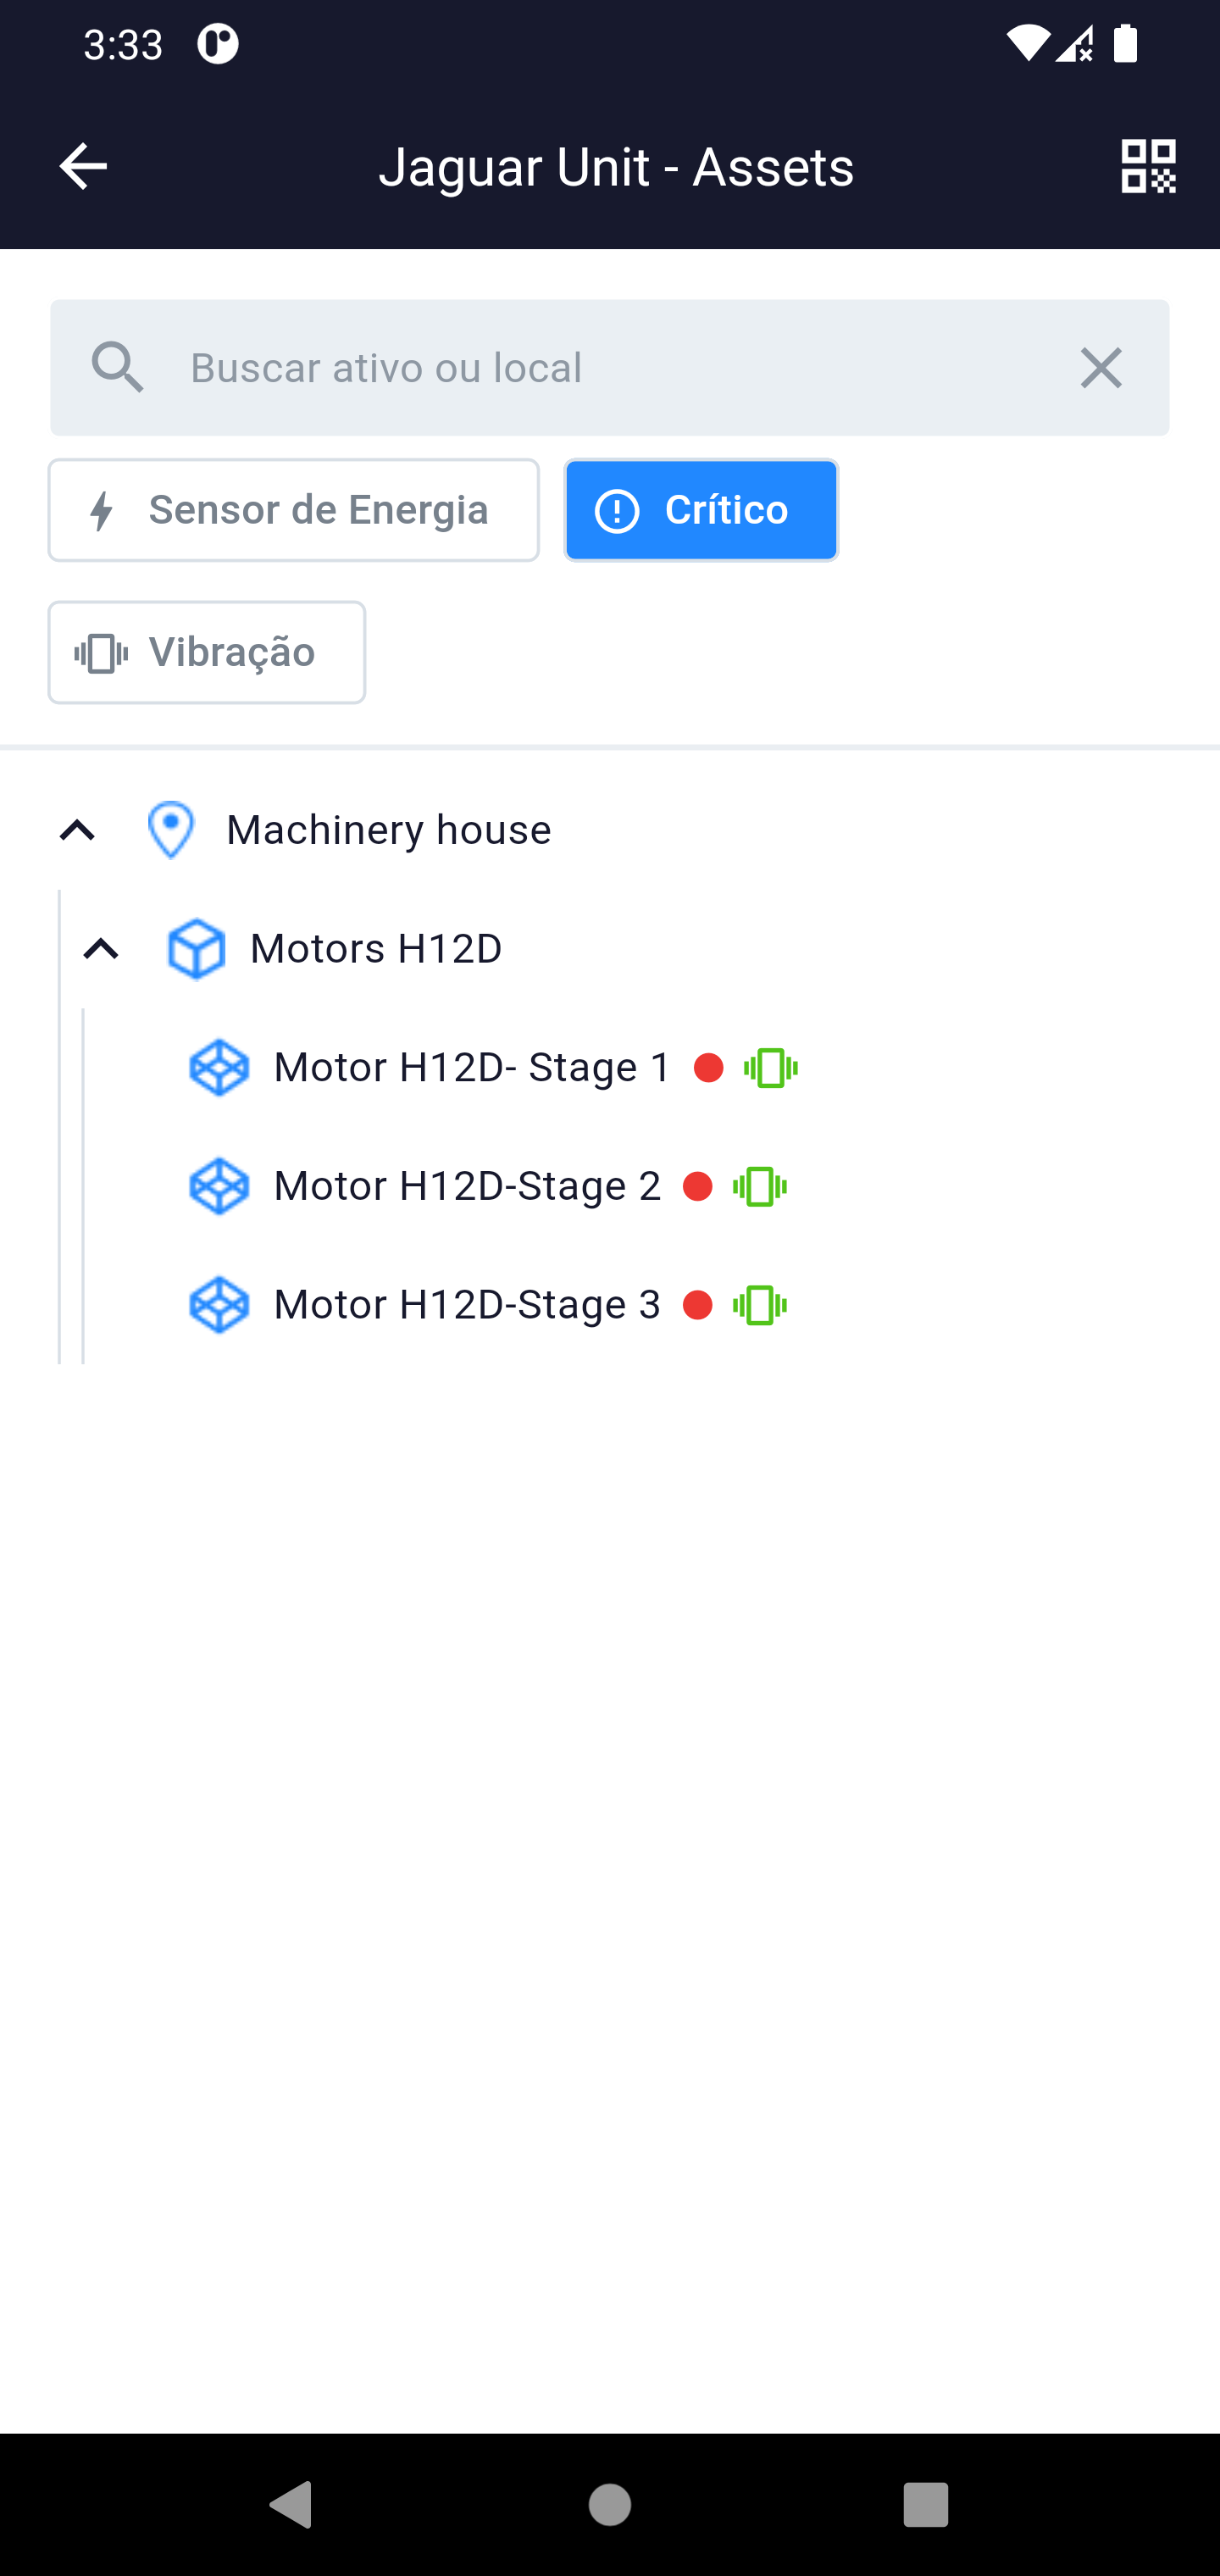 3:33
Jaguar Unit - Assets
Buscar ativo ou local
Sensor de Energia
Crítico
Vibração
Machinery house
Motors H12D
Motor H12D- Stage 1
Motor H12D-Stage 2
Motor H12D-Stage 3